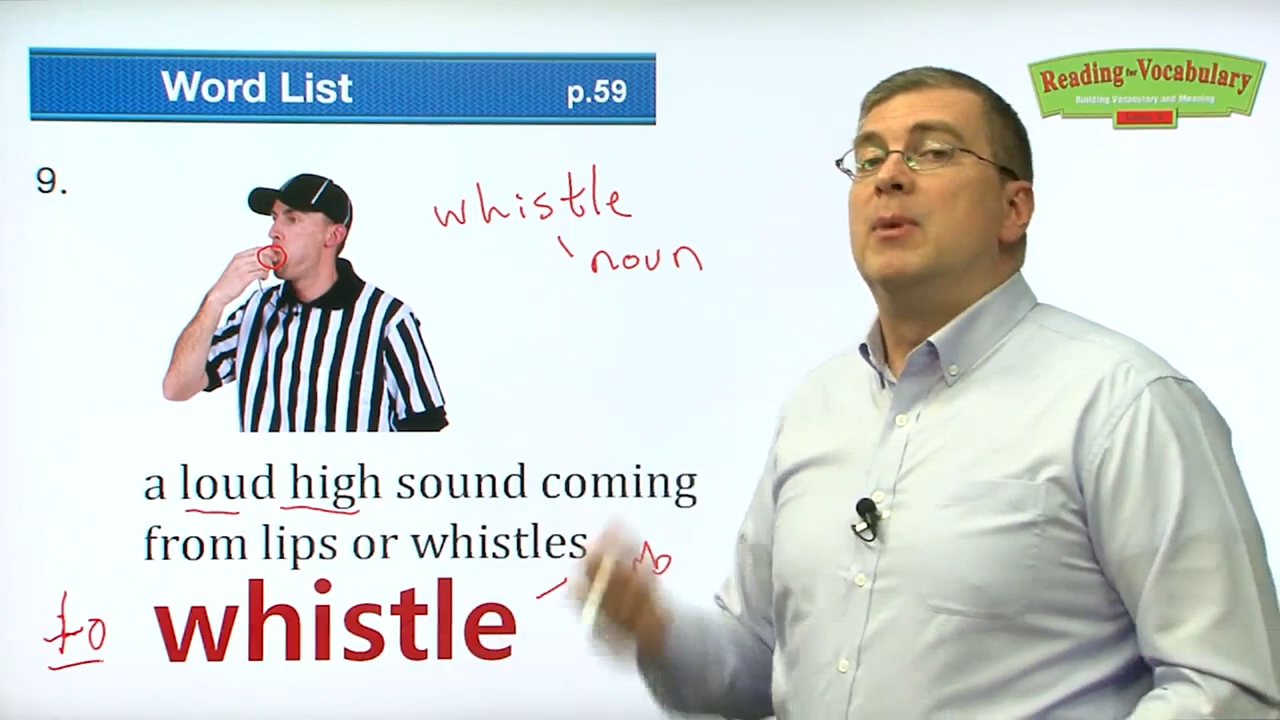 Word List p.59
Reading for Vocabulary
Building Vocabulary and Meaning
9.
whistle
noun
a loud high sound coming
from lips or whistles
to whistle